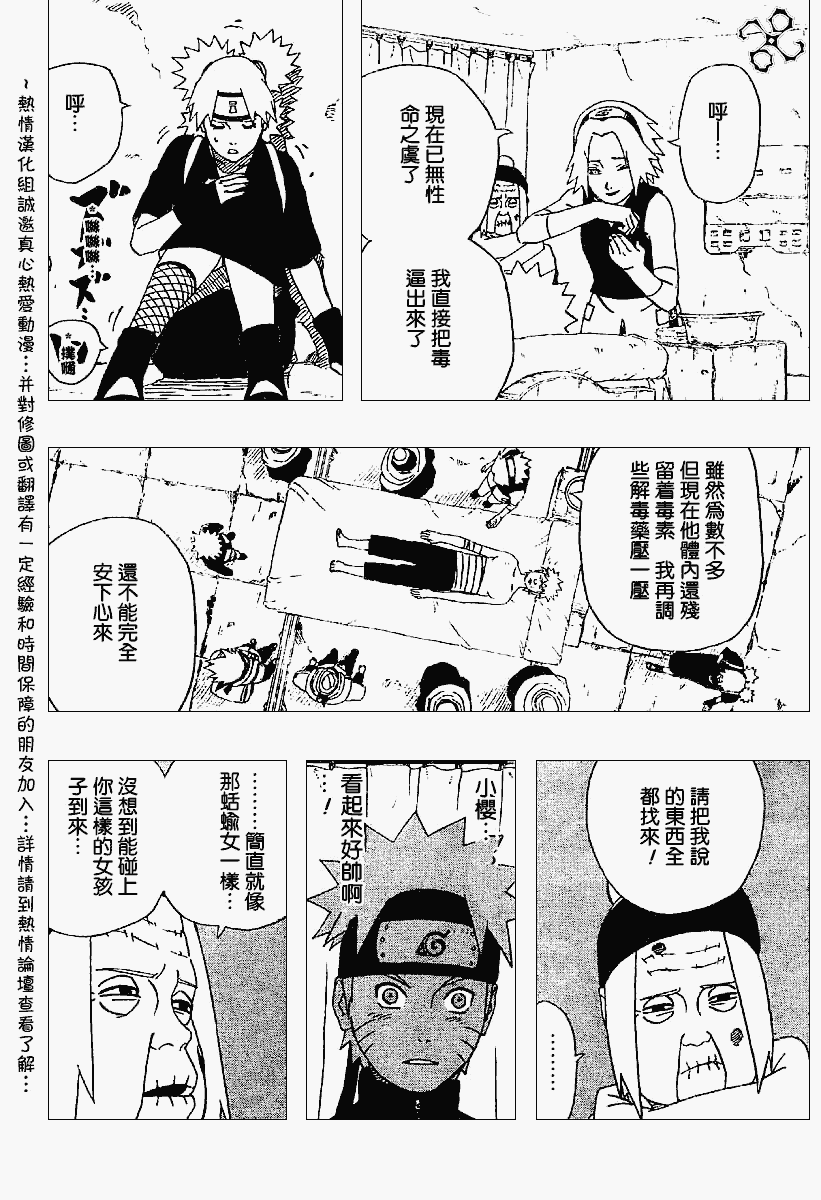 呼—…
現在已無性
命之虞了
我直接把毒
逼出來了
呼
…
雖然爲數不多
但現在他體內還殘
留着毒素 我再調
些解毒藥壓一壓
還不能完全
安下心來
請把我說
的東西全
都找來!
………
小櫻…
看起來好帥啊
…!
………簡直就像
那蛞蝓女一樣…
沒想到能碰上
你這樣的女孩
子到來…
~熱情漢化組誠邀真心熱愛動漫…并對修圖或翻譯有一定經驗和時間保障的朋友加入…詳情請到熱情論壇查看了解…